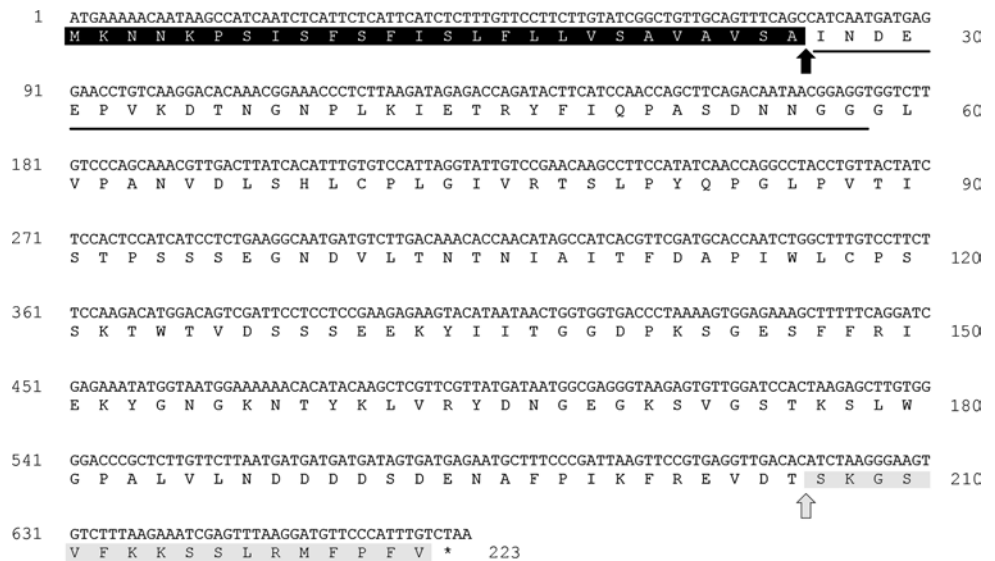 1 ATGAAAAACAATAAGCCATCAATCTCATTCTCATTCATCTCTTTGTTCCTTCTTGTATCGGCTGTTGCAGTTTCAGCCATCAATGATGAG
M K N N K P S I S F S F I S L F L L V S A V A V S A I N D E 30
91 GAACCTGTCAAGGACACAAACGGAAACCCTCTTAAGATAGAGACCAGATACTTCATCCAACCAGCTTCAGACAATAACGGAGGTGGTCTT
E P V K D T N G N P L K I E T R Y F I Q P A S D N N G G G L 60
181 GTCCCAGCAAACGTTGACTTATCACATTTGTGTCCATTAGGTATTGTCCGAACAAGCCTTCCATATCAACCAGGCCTACCTGTTACTATC
V P A N V D L S H L C P L G I V R T S L P Y Q P G L P V T I 90
271 TCCACTCCATCATCCTCTGAAGGCAATGATGTCTTGACAAACACCAACATAGCCATCACGTTCGATGCACCAATCTGGCTTTGTCCTTCT
S T P S S S E G N D V L T N T N I A I T F D A P I W L C P S 120
361 TCCAAGACATGGACAGTCGATTCCTCCTCCGAAGAGAAGTACATAATAACTGGTGGTGACCCTAAAAGTGGAGAAAGCTTTTTCAGGATC
S K T W T V D S S S E E K Y I I T G G D P K S G E S F F R I 150
451 GAGAAATATGGTAATGGAAAAAACACATACAAGCTCGTTCGTTATGATAATGGCGAGGGTAAGAGTGTTGGATCCACTAAGAGCTTGTGG
E K Y G N G K N T Y K L V R Y D N G E G K S V G S T K S L W 180
541 GGACCCGCTCTTGTTCTTAATGATGATGATGATAGTGATGAGAATGCTTTCCCGATTAAGTTCCGTGAGGTTGACACATCTAAGGGAAGT
G P A L V L N D D D D S D E N A F P I K F R E V D T S K G S 210
631 GTCTTTAAGAAATCGAGTTTAAGGATGTTCCCATTTGTCTAA
V F K K S S L R M F P F V * 223